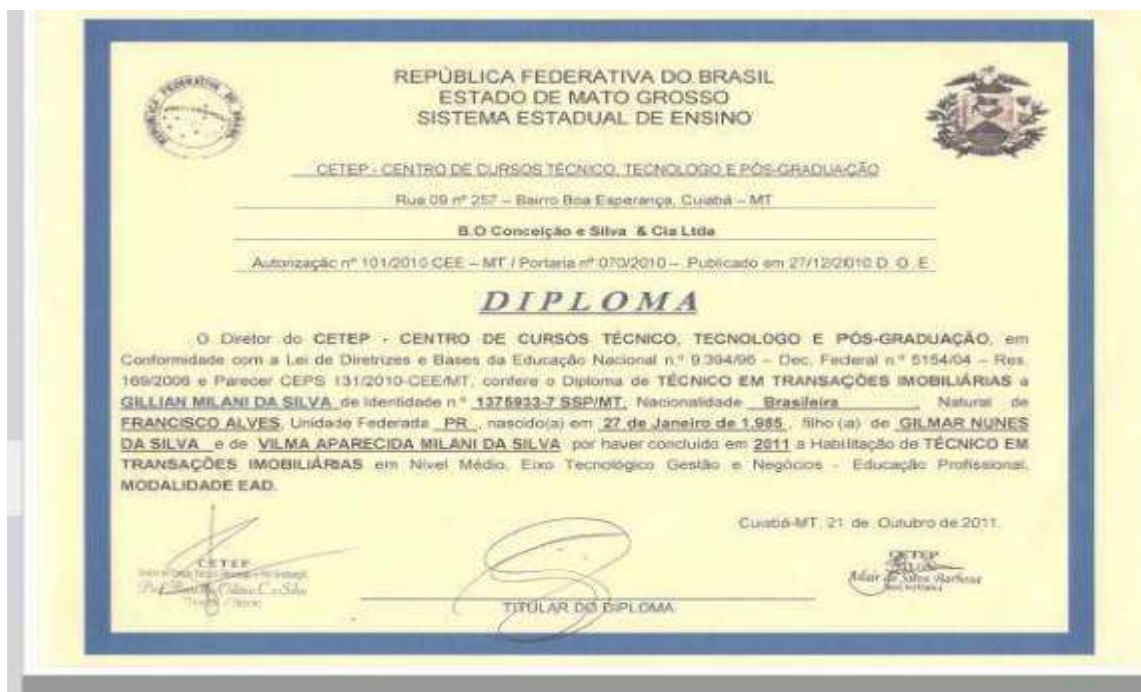 REPÚBLICA FEDERATIVA DO BRASIL
ESTADO DE MATO GROSSO
SISTEMA ESTADUAL DE ENSINO
REPÚBLICA FEDERATIVA DO BRASIL
CETEP - CENTRO DE CURSOS TÉCNICO, TECNOLOGO E PÓS-GRADUAÇÃO
Rua 09 nº 257 – Bairro Boa Esperança, Cuiabá – MT
B.O Conceição e Silva & Cia Ltda
Autorização nº 101/2010 CEE – MT / Portaria nº 070/2010 – Publicado em 27/12/2010 D. O. E
DIPLOMA
O Diretor do CETEP - CENTRO DE CURSOS TÉCNICO, TECNOLOGO E PÓS-GRADUAÇÃO, em
Conformidade com a Lei de Diretrizes e Bases da Educação Nacional n.º 9.394/96 – Dec. Federal n.º 5154/04 – Res.
169/2006 e Parecer CEPS 131/2010-CEE/MT, confere o Diploma de TÉCNICO EM TRANSAÇÕES IMOBILIÁRIAS a
GILLIAN MILANI DA SILVA de Identidade n.º 1375933-7 SSP/MT, Nacionalidade Brasileira Natural de
FRANCISCO ALVES, Unidade Federada PR, nascido(a) em 27 de Janeiro de 1.985, filho (a) de GILMAR NUNES
DA SILVA e de VILMA APARECIDA MILANI DA SILVA por haver concluído em 2011 a Habilitação de TÉCNICO EM
TRANSAÇÕES IMOBILIÁRIAS em Nível Médio, Eixo Tecnológico Gestão e Negócios - Educação Profissional,
MODALIDADE EAD.
Cuiabá-MT, 21 de Outubro de 2011.
CETEP
CETEP
Adair da Silva Barbosa
TITULAR DO DIPLOMA